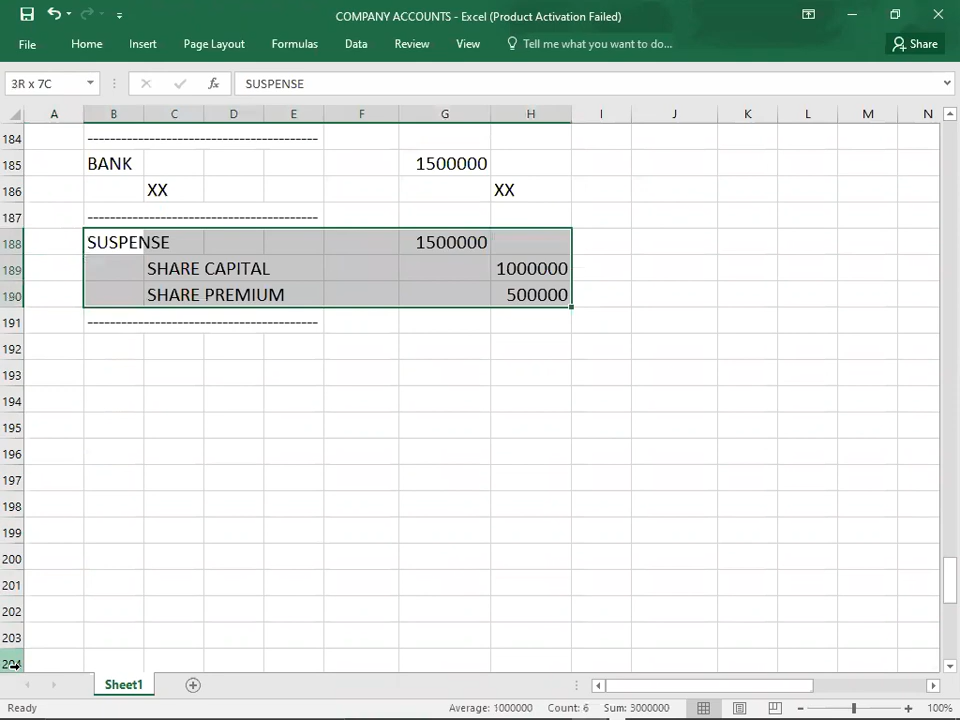 COMPANY ACCOUNTS - Excel (Product Activation Failed)
File Home Insert Page Layout Formulas Data Review View Tell me what you want to do... Share
3R x 7C fx SUSPENSE
A B C D E F G H I J K L M N
184 ----------------------------------------
185 BANK 1500000
186 XX XX
187 ----------------------------------------
188 SUSPENSE 1500000
189 SHARE CAPITAL 1000000
190 SHARE PREMIUM 500000
191 ----------------------------------------
192
193
194
195
196
197
198
199
200
201
202
203
204
Sheet1
Ready Average: 1000000 Count: 6 Sum: 3000000 100%